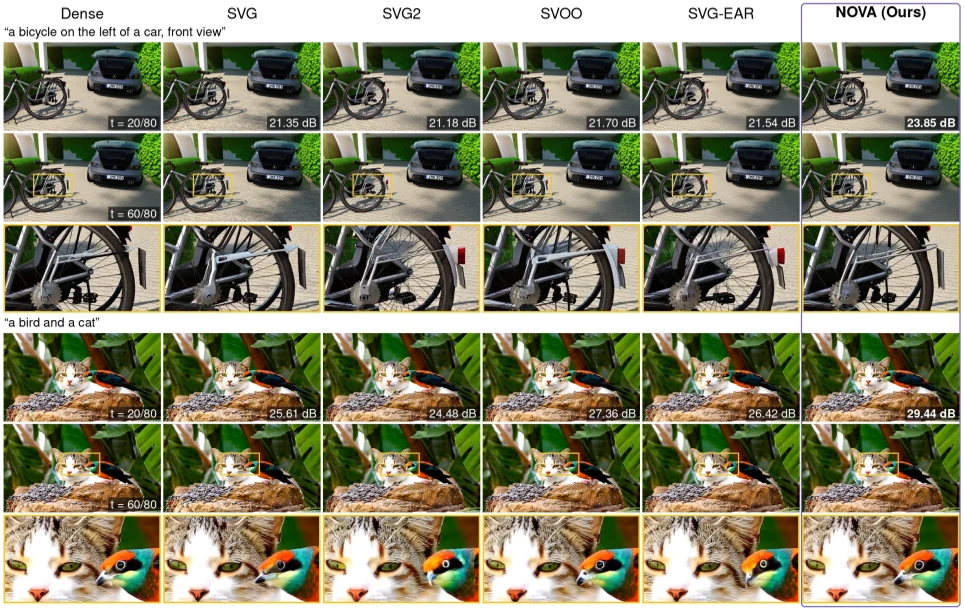 Dense SVG SVG2 SVOO SVG-EAR NOVA (Ours)
“a bicycle on the left of a car, front view”
t = 20/80 21.35 dB 21.18 dB 21.70 dB 21.54 dB 23.85 dB
t = 60/80
“a bird and a cat”
t = 20/80 25.61 dB 24.48 dB 27.36 dB 26.42 dB 29.44 dB
t = 60/80